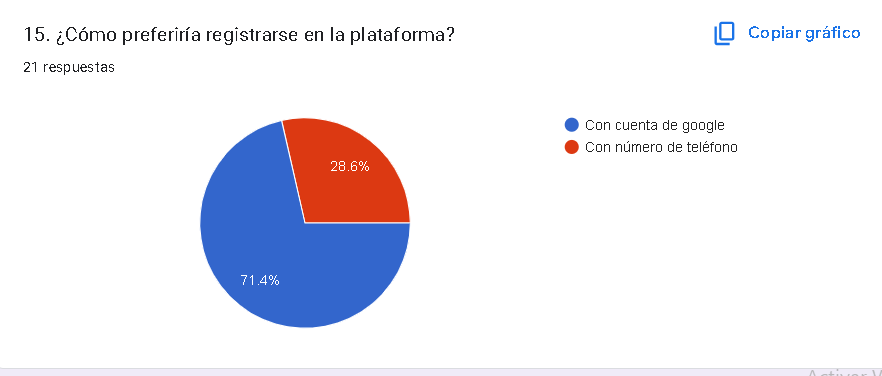 15. ¿Cómo preferiría registrarse en la plataforma?
Copiar gráfico
21 respuestas
Con cuenta de google
Con número de teléfono
28.6%
71.4%